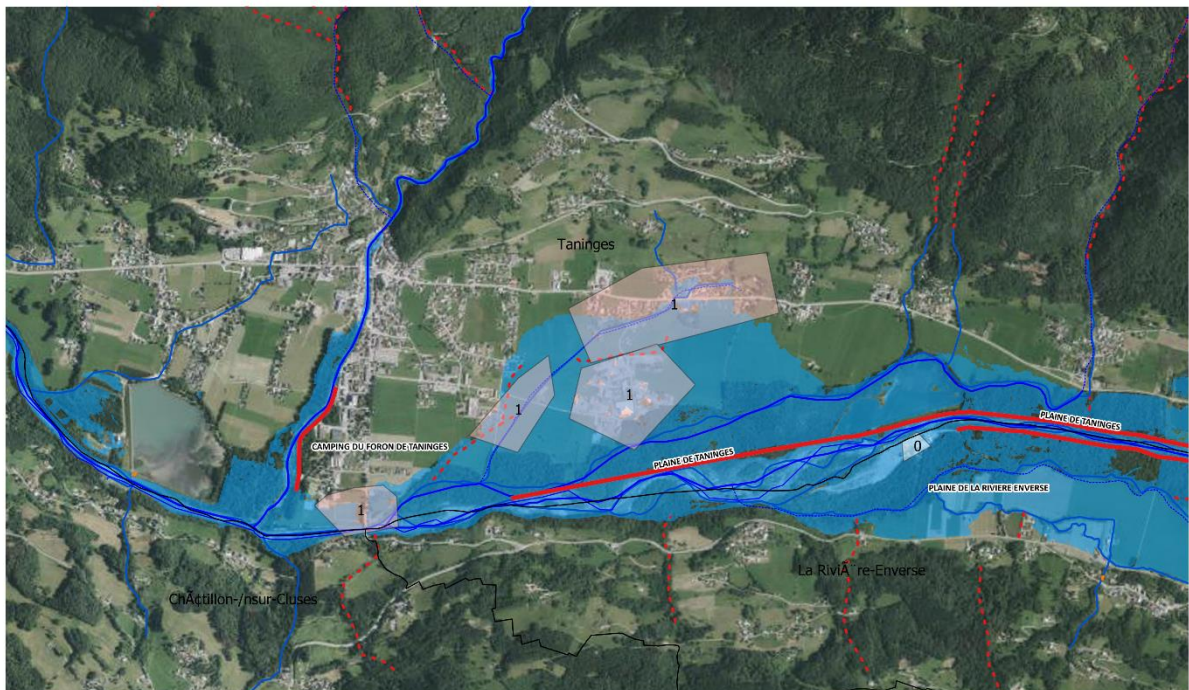 Taninges
1
1
1
CAMPING DU FORON DE TANINGES
PLAINE DE TANINGES
PLAINE DE TANINGES
0
PLAINE DE LA RIVIERE ENVERSE
1
La RiviÃ¨re-Enverse
ChÃ¢tillon-/nsur-Cluses